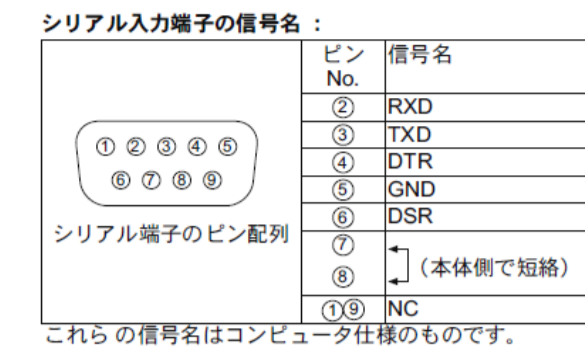 シリアル入力端子の信号名 ：
ピン No.
信号名
② RXD
③ TXD
④ DTR
⑤ GND
⑥ DSR
⑦
⑧
（本体側で短絡）
①⑨ NC
① ② ③ ④ ⑤
⑥ ⑦ ⑧ ⑨
シリアル端子のピン配列
これら の信号名はコンピュータ仕様のものです。